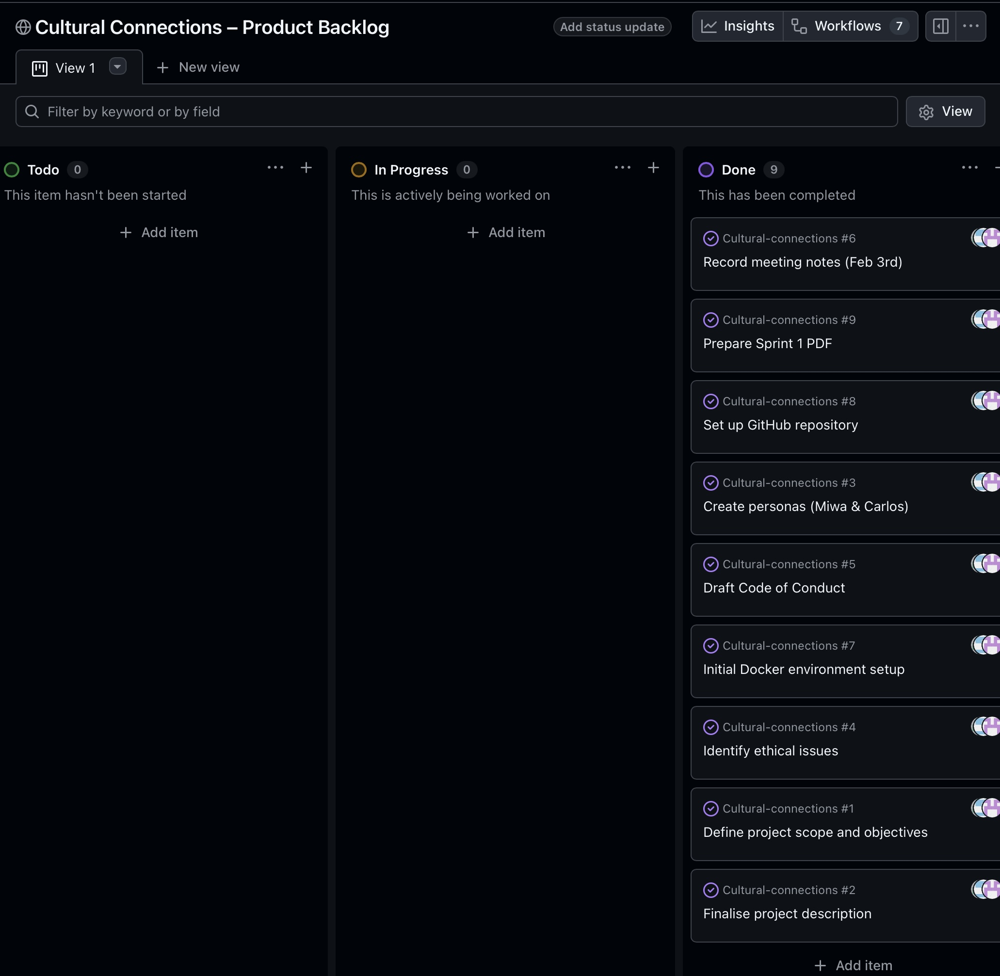 Cultural Connections – Product Backlog
Add status update
Insights
Workflows 7
View 1
New view
Filter by keyword or by field
View
Todo 0
This item hasn't been started
Add item
In Progress 0
This is actively being worked on
Add item
Done 9
This has been completed
Cultural-connections #6
Record meeting notes (Feb 3rd)
Cultural-connections #9
Prepare Sprint 1 PDF
Cultural-connections #8
Set up GitHub repository
Cultural-connections #3
Create personas (Miwa & Carlos)
Cultural-connections #5
Draft Code of Conduct
Cultural-connections #7
Initial Docker environment setup
Cultural-connections #4
Identify ethical issues
Cultural-connections #1
Define project scope and objectives
Cultural-connections #2
Finalise project description
Add item